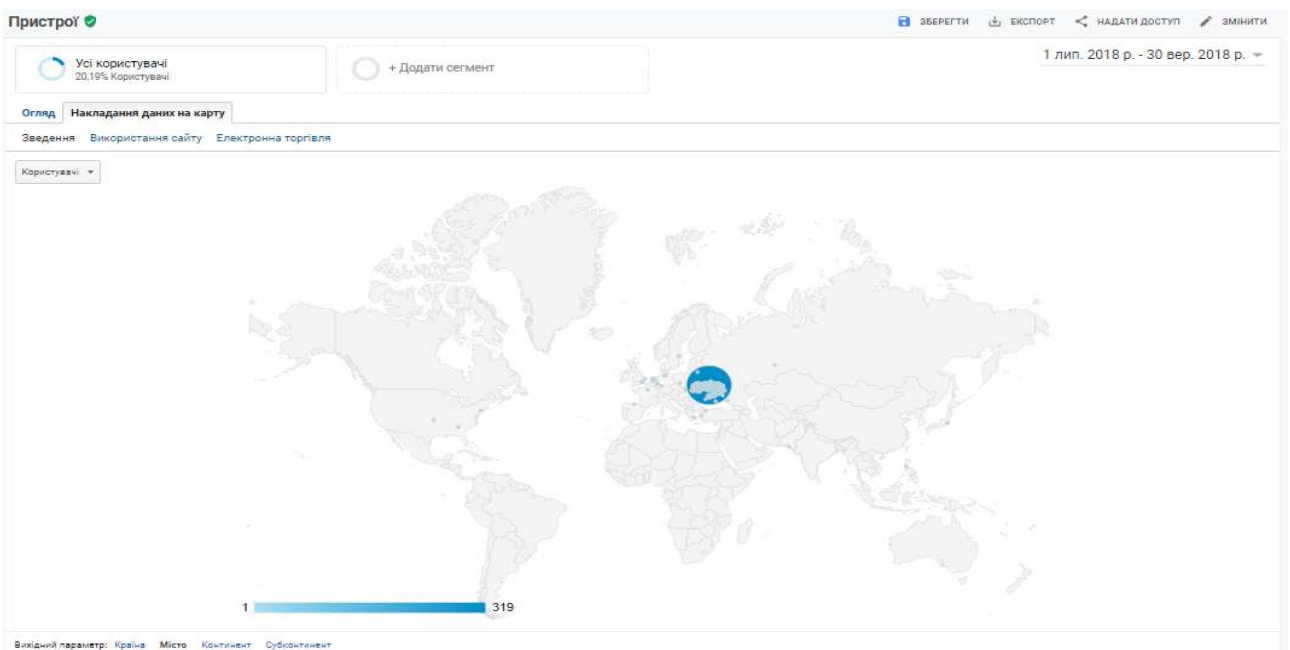 Пристрої
ЗБЕРЕГТИ ЕКСПОРТ НАДАТИ ДОСТУП ЗМІНИТИ
Усі користувачі
20,19% Користувачі
+ Додати сегмент
1 лип. 2018 р. - 30 вер. 2018 р.
Огляд Накладання даних на карту
Зведення Використання сайту Електронна торгівля
Користувачі
1 319
Вихідний параметр: Країна Місто Континент Субконтинент